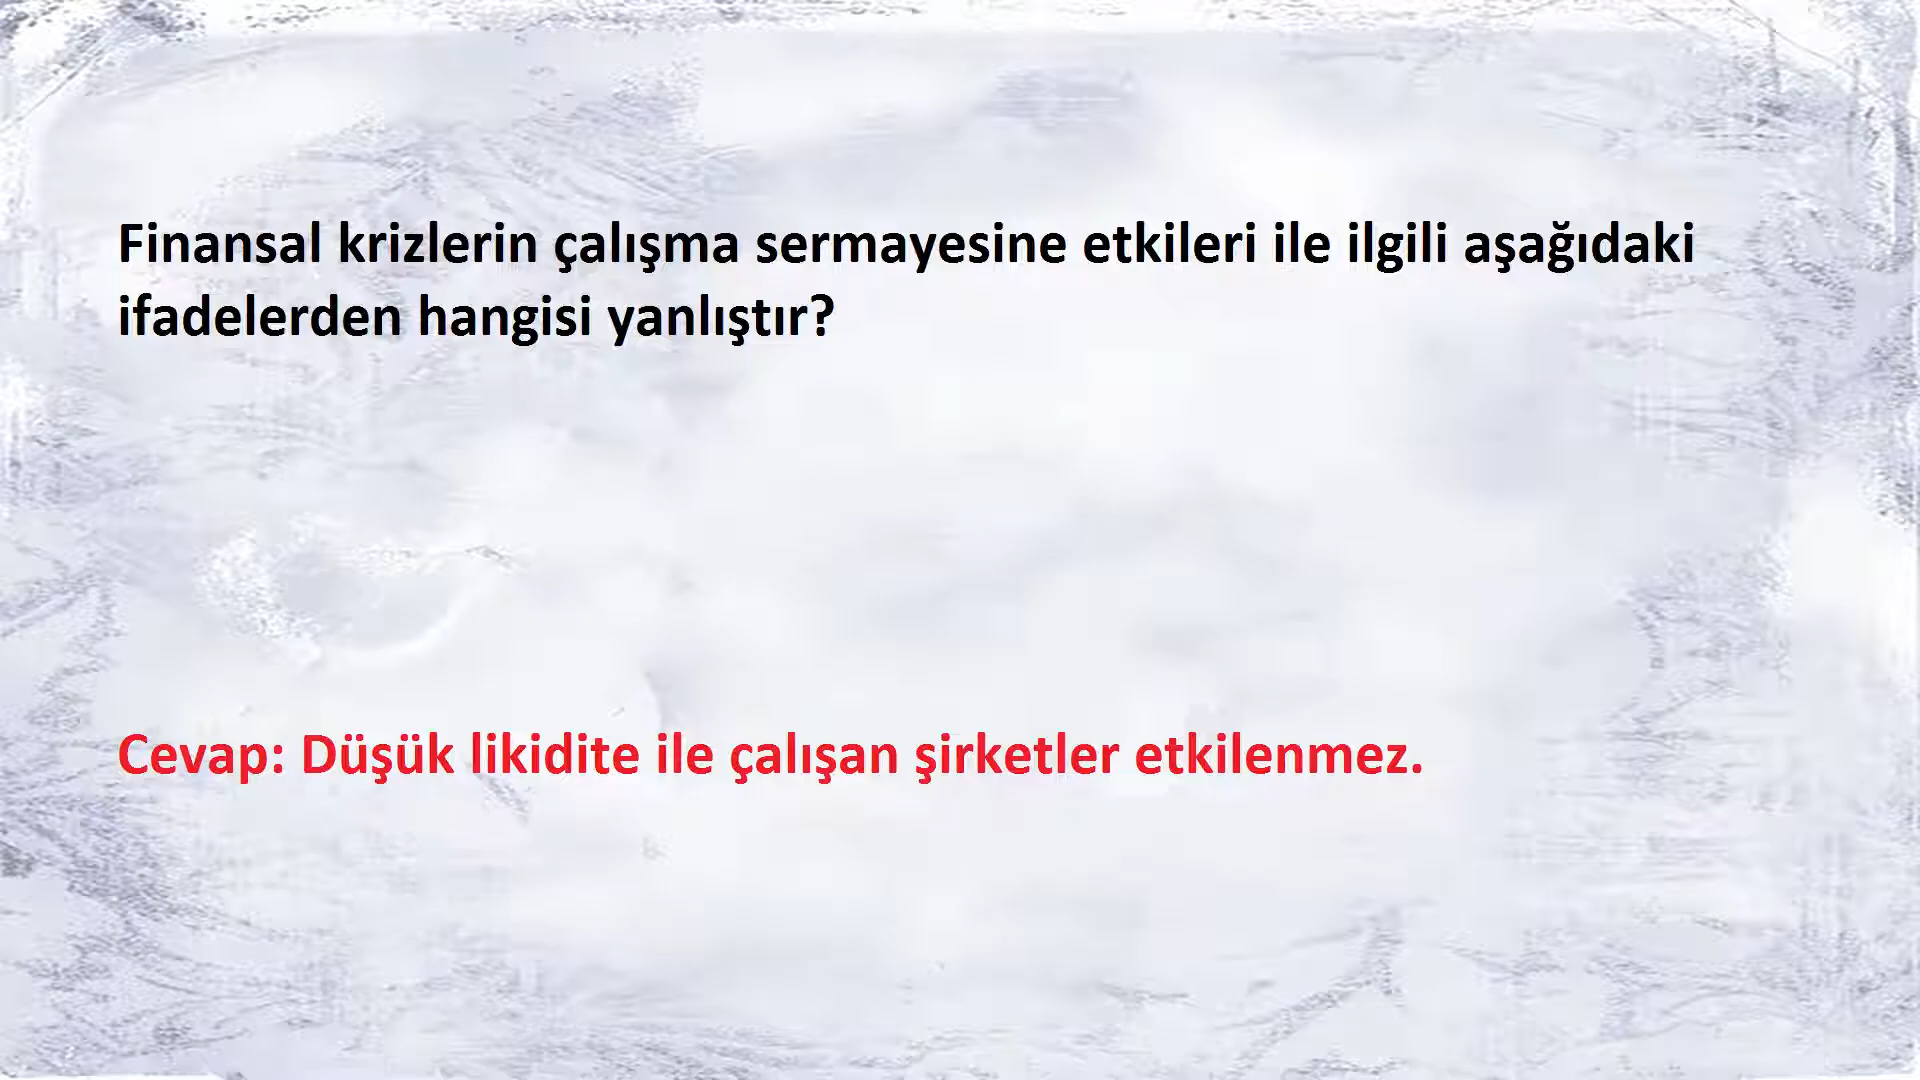 Finansal krizlerin çalışma sermayesine etkileri ile ilgili aşağıdaki
ifadelerden hangisi yanlıştır?
Cevap: Düşük likidite ile çalışan şirketler etkilenmez.